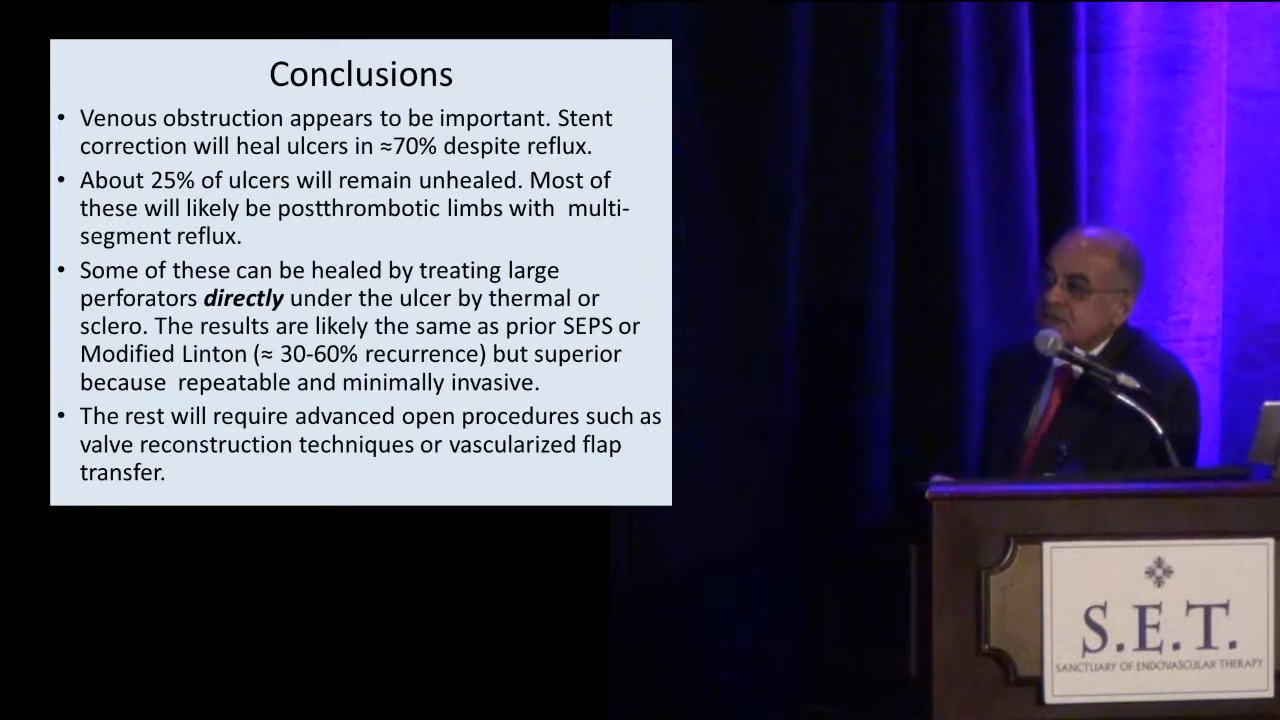 Conclusions
• Venous obstruction appears to be important. Stent
correction will heal ulcers in ≈70% despite reflux.
• About 25% of ulcers will remain unhealed. Most of
these will likely be postthrombotic limbs with  multi-
segment reflux.
• Some of these can be healed by treating large
perforators directly under the ulcer by thermal or
sclero. The results are likely the same as prior SEPS or
Modified Linton (≈ 30-60% recurrence) but superior
because  repeatable and minimally invasive.
• The rest will require advanced open procedures such as
valve reconstruction techniques or vascularized flap
transfer.
S.E.T.
SANCTUARY OF ENDOVASCULAR THERAPY